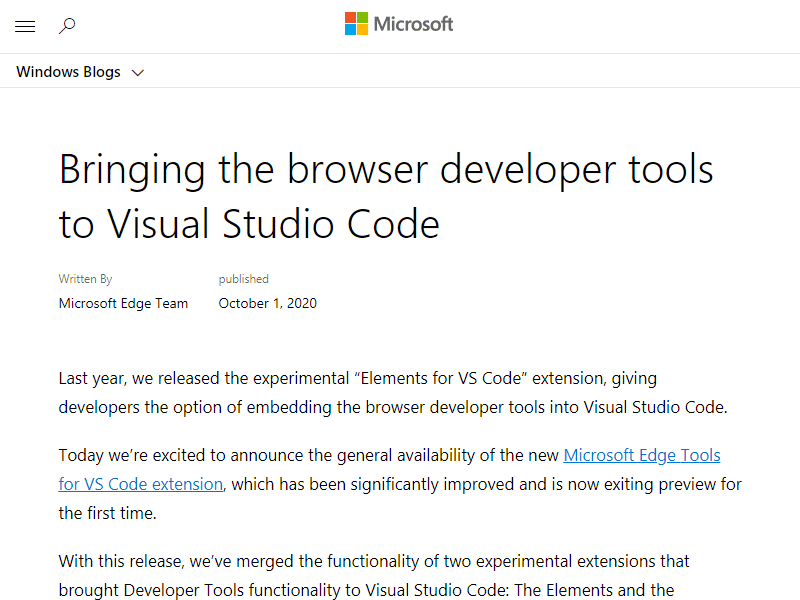 Microsoft
Windows Blogs
Bringing the browser developer tools
to Visual Studio Code
Written By
published
Microsoft Edge Team
October 1, 2020
Last year, we released the experimental “Elements for VS Code” extension, giving
developers the option of embedding the browser developer tools into Visual Studio Code.
Today we’re excited to announce the general availability of the new Microsoft Edge Tools
for VS Code extension, which has been significantly improved and is now exiting preview for
the first time.
With this release, we’ve merged the functionality of two experimental extensions that
brought Developer Tools functionality to Visual Studio Code: The Elements and the